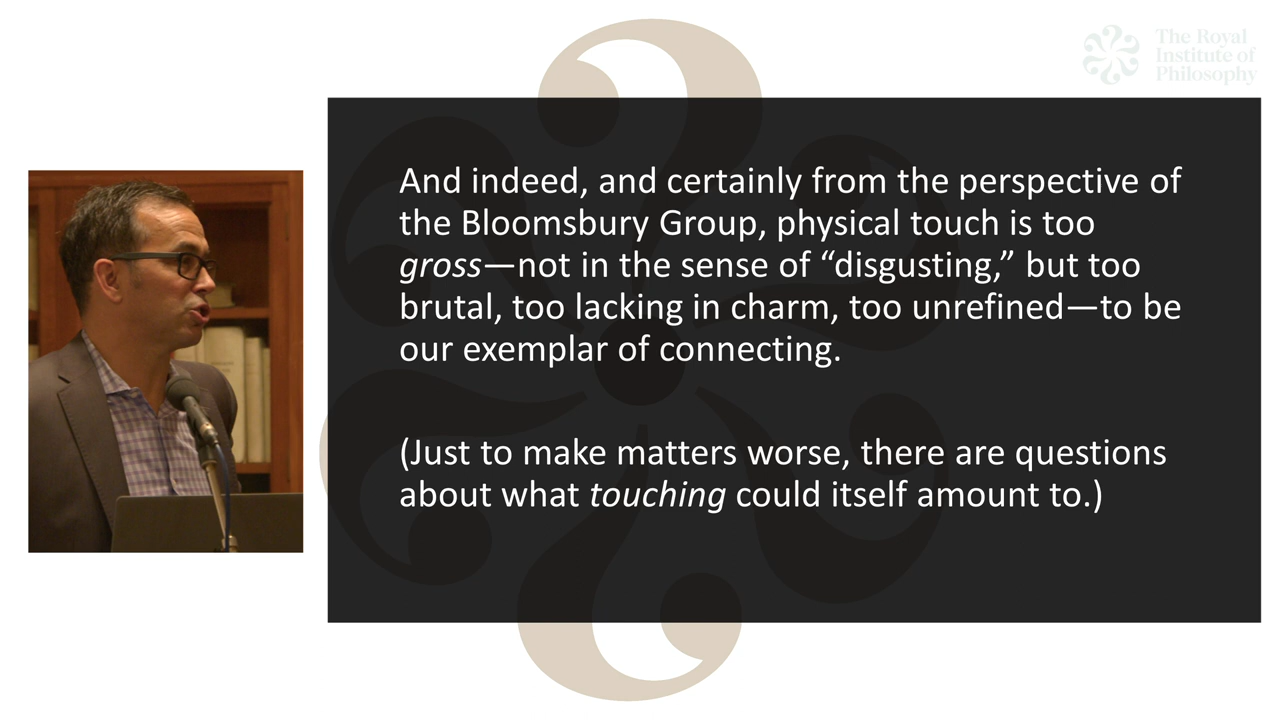 The Royal
Institute of
Philosophy
And indeed, and certainly from the perspective of
the Bloomsbury Group, physical touch is too
gross—not in the sense of “disgusting,” but too
brutal, too lacking in charm, too unrefined—to be
our exemplar of connecting.
(Just to make matters worse, there are questions
about what touching could itself amount to.)